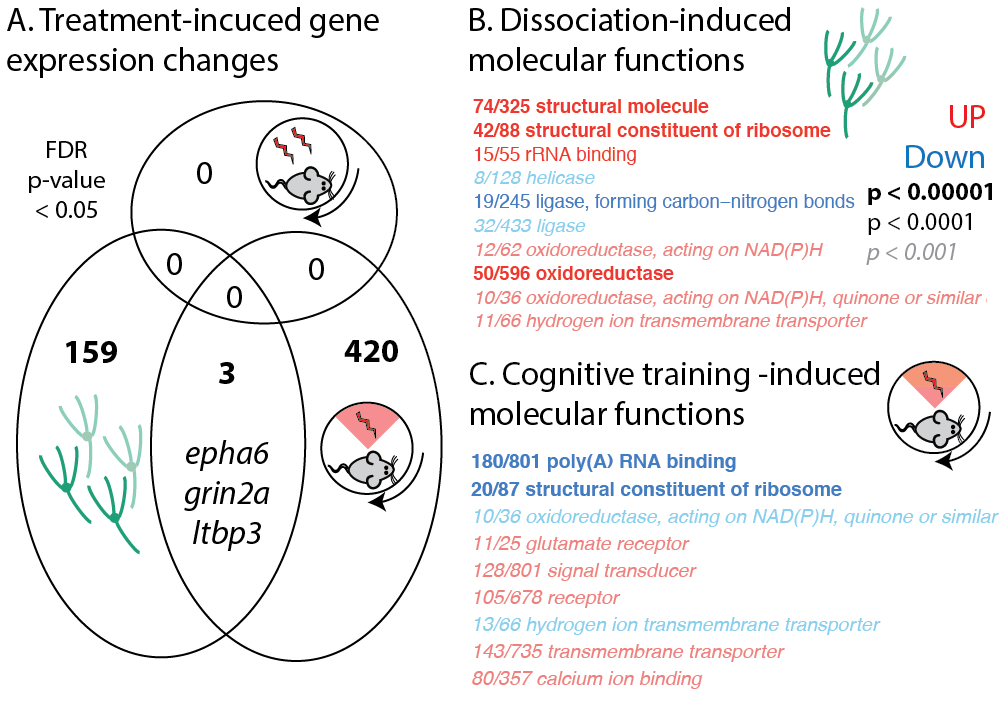 A. Treatment-incuced gene
expression changes
FDR
p-value
< 0.05
0
0
0
0
159
3
420
epha6
grin2a
ltbp3
B. Dissociation-induced
molecular functions
UP
Down
p < 0.00001
p < 0.0001
p < 0.001
74/325 structural molecule
42/88 structural constituent of ribosome
15/55 rRNA binding
8/128 helicase
19/245 ligase, forming carbon–nitrogen bonds
32/433 ligase
12/62 oxidoreductase, acting on NAD(P)H
50/596 oxidoreductase
10/36 oxidoreductase, acting on NAD(P)H, quinone or similar
11/66 hydrogen ion transmembrane transporter
C. Cognitive training -induced
molecular functions
180/801 poly(A) RNA binding
20/87 structural constituent of ribosome
10/36 oxidoreductase, acting on NAD(P)H, quinone or similar
11/25 glutamate receptor
128/801 signal transducer
105/678 receptor
13/66 hydrogen ion transmembrane transporter
143/735 transmembrane transporter
80/357 calcium ion binding